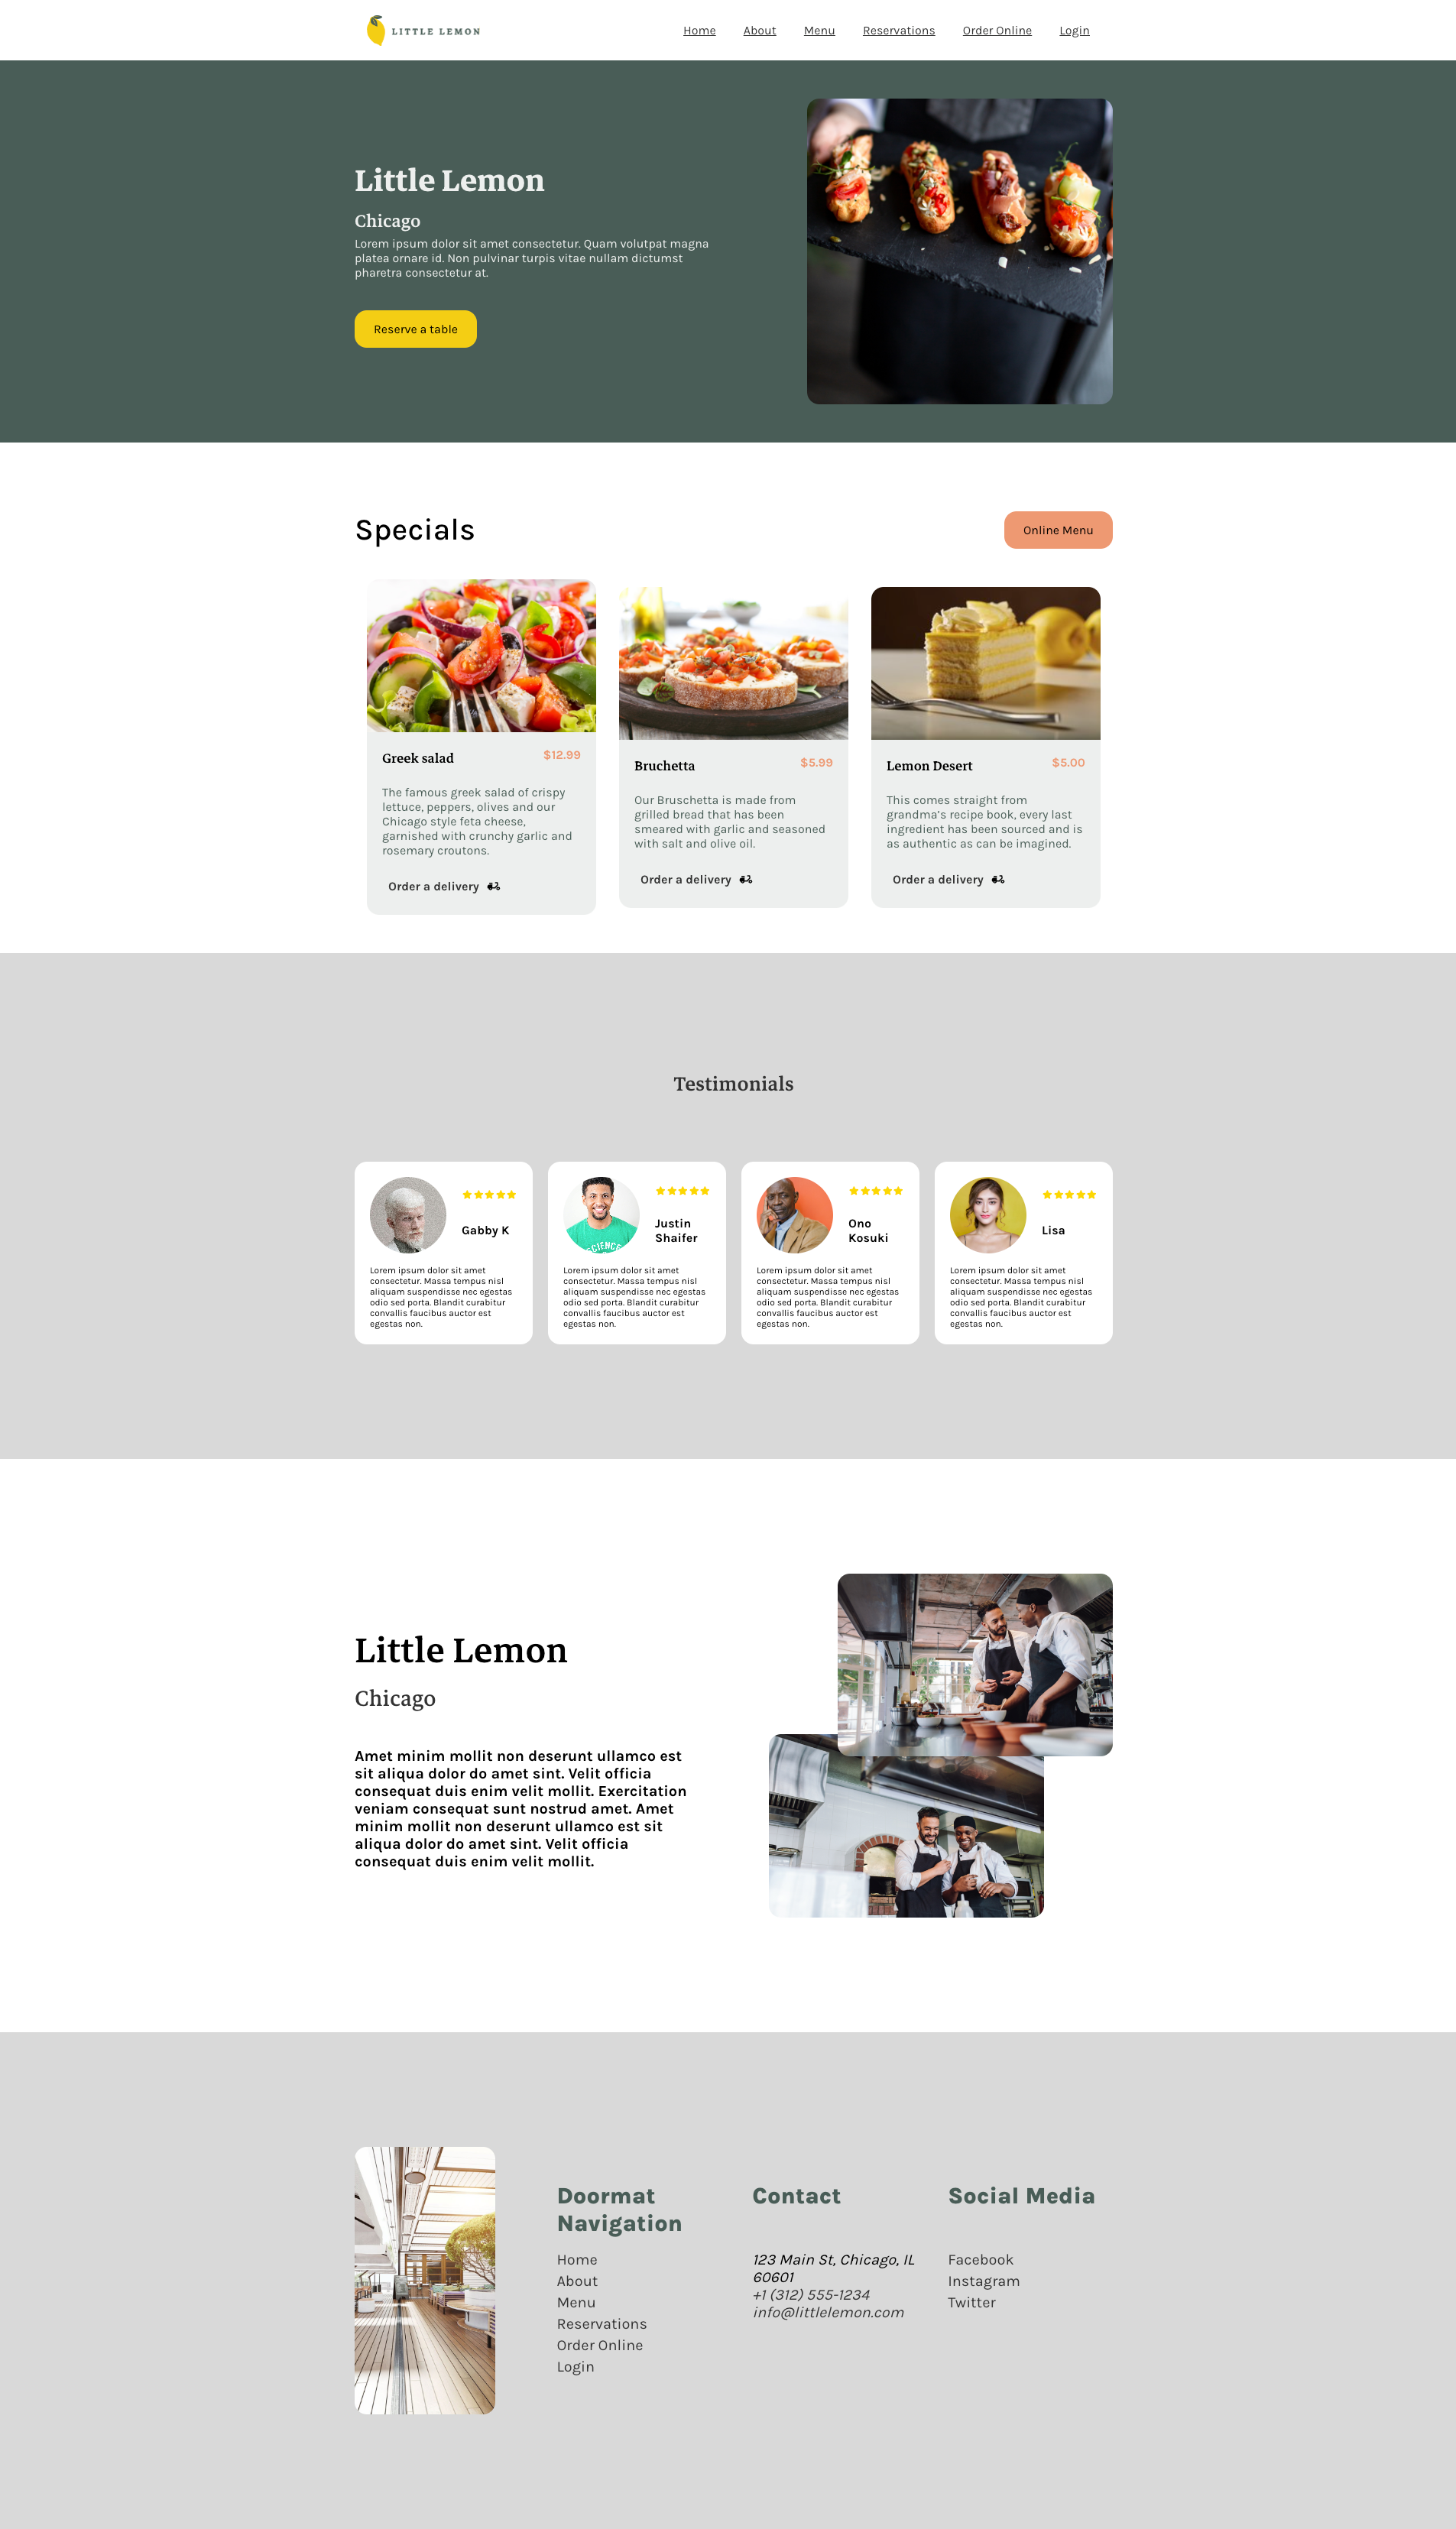 LITTLE LEMON
Home About Menu Reservations Order Online Login
Little Lemon
Chicago
Lorem ipsum dolor sit amet consectetur. Quam volutpat magna
platea ornare id. Non pulvinar turpis vitae nullam dictumst
pharetra consectetur at.
Reserve a table
Specials
Online Menu
Greek salad
$12.99
The famous greek salad of crispy
lettuce, peppers, olives and our
Chicago style feta cheese,
garnished with crunchy garlic and
rosemary croutons.
Order a delivery
Bruchetta
$5.99
Our Bruschetta is made from
grilled bread that has been
smeared with garlic and seasoned
with salt and olive oil.
Order a delivery
Lemon Desert
$5.00
This comes straight from
grandma's recipe book, every last
ingredient has been sourced and is
as authentic as can be imagined.
Order a delivery
Testimonials
Gabby K
Lorem ipsum dolor sit amet
consectetur. Massa tempus nisl
aliquam suspendisse nec egestas
odio sed porta. Blandit curabitur
convallis faucibus auctor est
egestas non.
SCIENCE
Justin
Shaifer
Lorem ipsum dolor sit amet
consectetur. Massa tempus nisl
aliquam suspendisse nec egestas
odio sed porta. Blandit curabitur
convallis faucibus auctor est
egestas non.
Ono
Kosuki
Lorem ipsum dolor sit amet
consectetur. Massa tempus nisl
aliquam suspendisse nec egestas
odio sed porta. Blandit curabitur
convallis faucibus auctor est
egestas non.
Lisa
Lorem ipsum dolor sit amet
consectetur. Massa tempus nisl
aliquam suspendisse nec egestas
odio sed porta. Blandit curabitur
convallis faucibus auctor est
egestas non.
Little Lemon
Chicago
Amet minim mollit non deserunt ullamco est
sit aliqua dolor do amet sint. Velit officia
consequat duis enim velit mollit. Exercitation
veniam consequat sunt nostrud amet. Amet
minim mollit non deserunt ullamco est sit
aliqua dolor do amet sint. Velit officia
consequat duis enim velit mollit.
Doormat
Navigation
Home
About
Menu
Reservations
Order Online
Login
Contact
123 Main St, Chicago, IL
60601
+1 (312) 555-1234
info@littlelemon.com
Social Media
Facebook
Instagram
Twitter